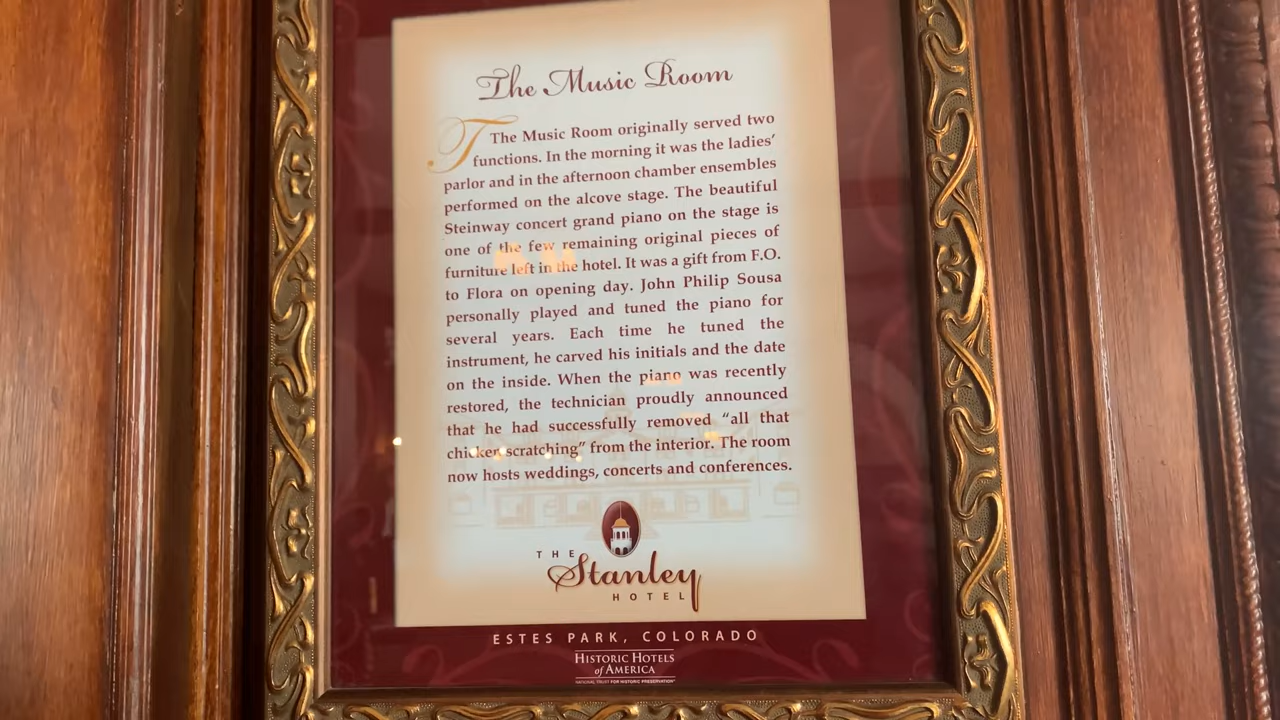 The Music Room
T The Music Room originally served two
functions. In the morning it was the ladies'
parlor and in the afternoon chamber ensembles
performed on the alcove stage. The beautiful
Steinway concert grand piano on the stage is
one of the few remaining original pieces of
furniture left in the hotel. It was a gift from F.O.
to Flora on opening day. John Philip Sousa
personally played and tuned the piano for
several years. Each time he tuned the
instrument, he carved his initials and the date
on the inside. When the piano was recently
restored, the technician proudly announced
that he had successfully removed “all that
chicken scratching” from the interior. The room
now hosts weddings, concerts and conferences.
THE
Stanley
HOTEL
ESTES PARK, COLORADO
HISTORIC HOTELS
of AMERICA
NATIONAL TRUST FOR HISTORIC PRESERVATION